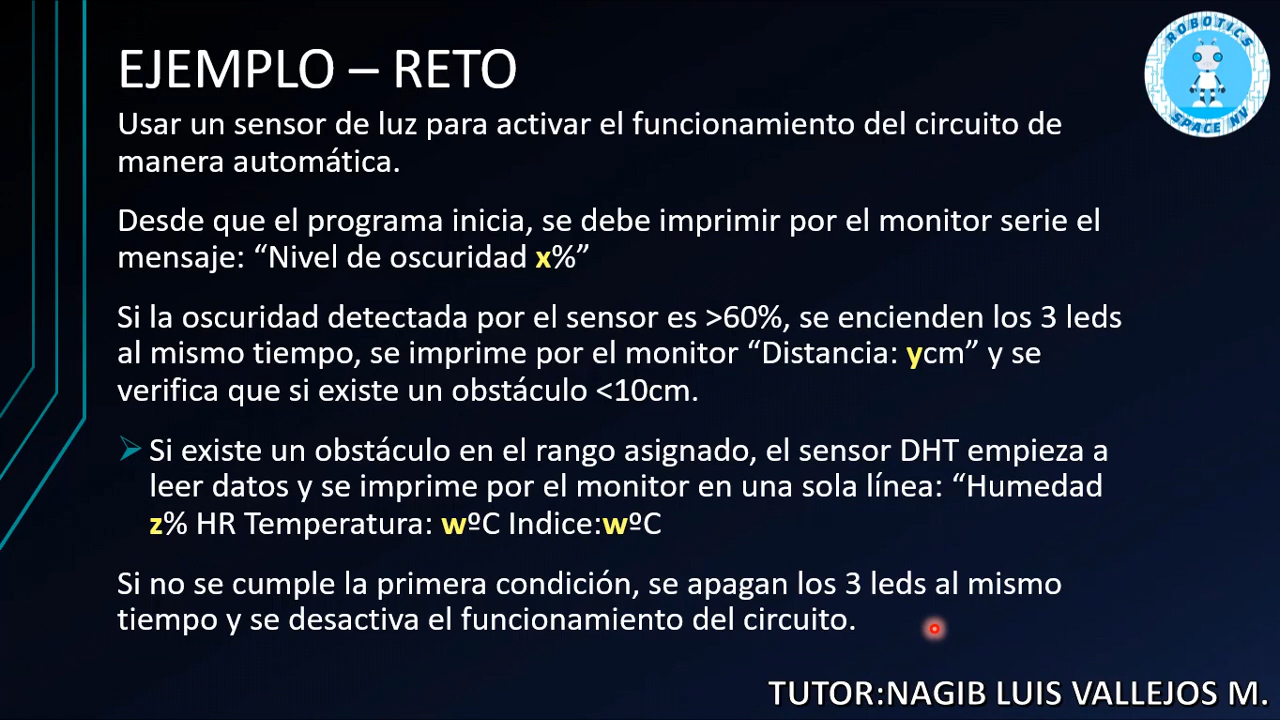 EJEMPLO – RETO
ROBOTICS
SPACE NV
Usar un sensor de luz para activar el funcionamiento del circuito de
manera automática.
Desde que el programa inicia, se debe imprimir por el monitor serie el
mensaje: “Nivel de oscuridad x%”
Si la oscuridad detectada por el sensor es >60%, se encienden los 3 leds
al mismo tiempo, se imprime por el monitor “Distancia: ycm” y se
verifica que si existe un obstáculo <10cm.
Si existe un obstáculo en el rango asignado, el sensor DHT empieza a
leer datos y se imprime por el monitor en una sola línea: “Humedad
z% HR Temperatura: wºC Indice:wºC
Si no se cumple la primera condición, se apagan los 3 leds al mismo
tiempo y se desactiva el funcionamiento del circuito.
TUTOR:NAGIB LUIS VALLEJOS M.